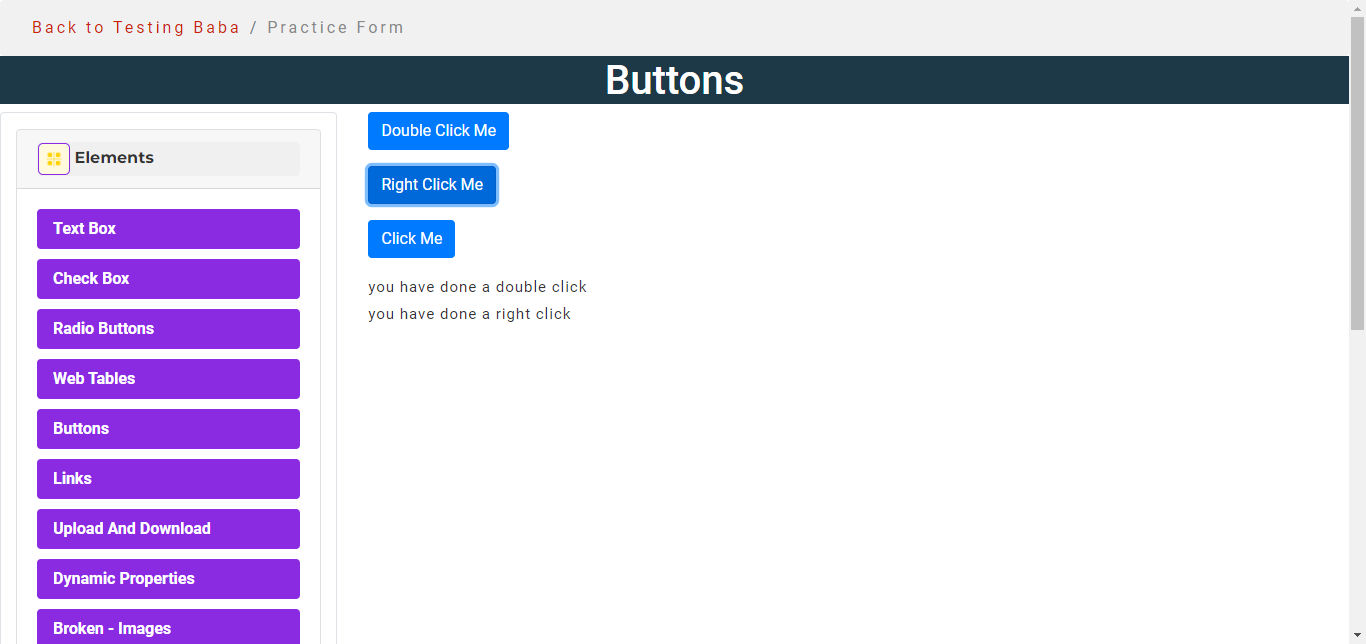 Back to Testing Baba / Practice Form
Buttons
Elements
Text Box
Check Box
Radio Buttons
Web Tables
Buttons
Links
Upload And Download
Dynamic Properties
Broken - Images
Double Click Me
Right Click Me
Click Me
you have done a double click
you have done a right click